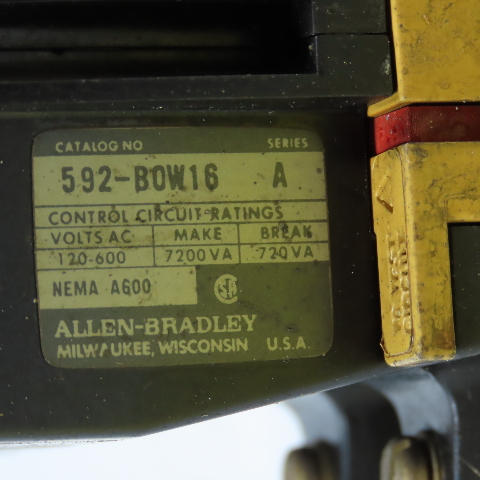 CATALOG NO SERIES
592-BOW16 A
CONTROL CIRCUIT RATINGS
VOLTS AC MAKE BREAK
120-600 7200VA 720VA
NEMA A600 SA
ALLEN-BRADLEY
MILWAUKEE, WISCONSIN U.S.A.